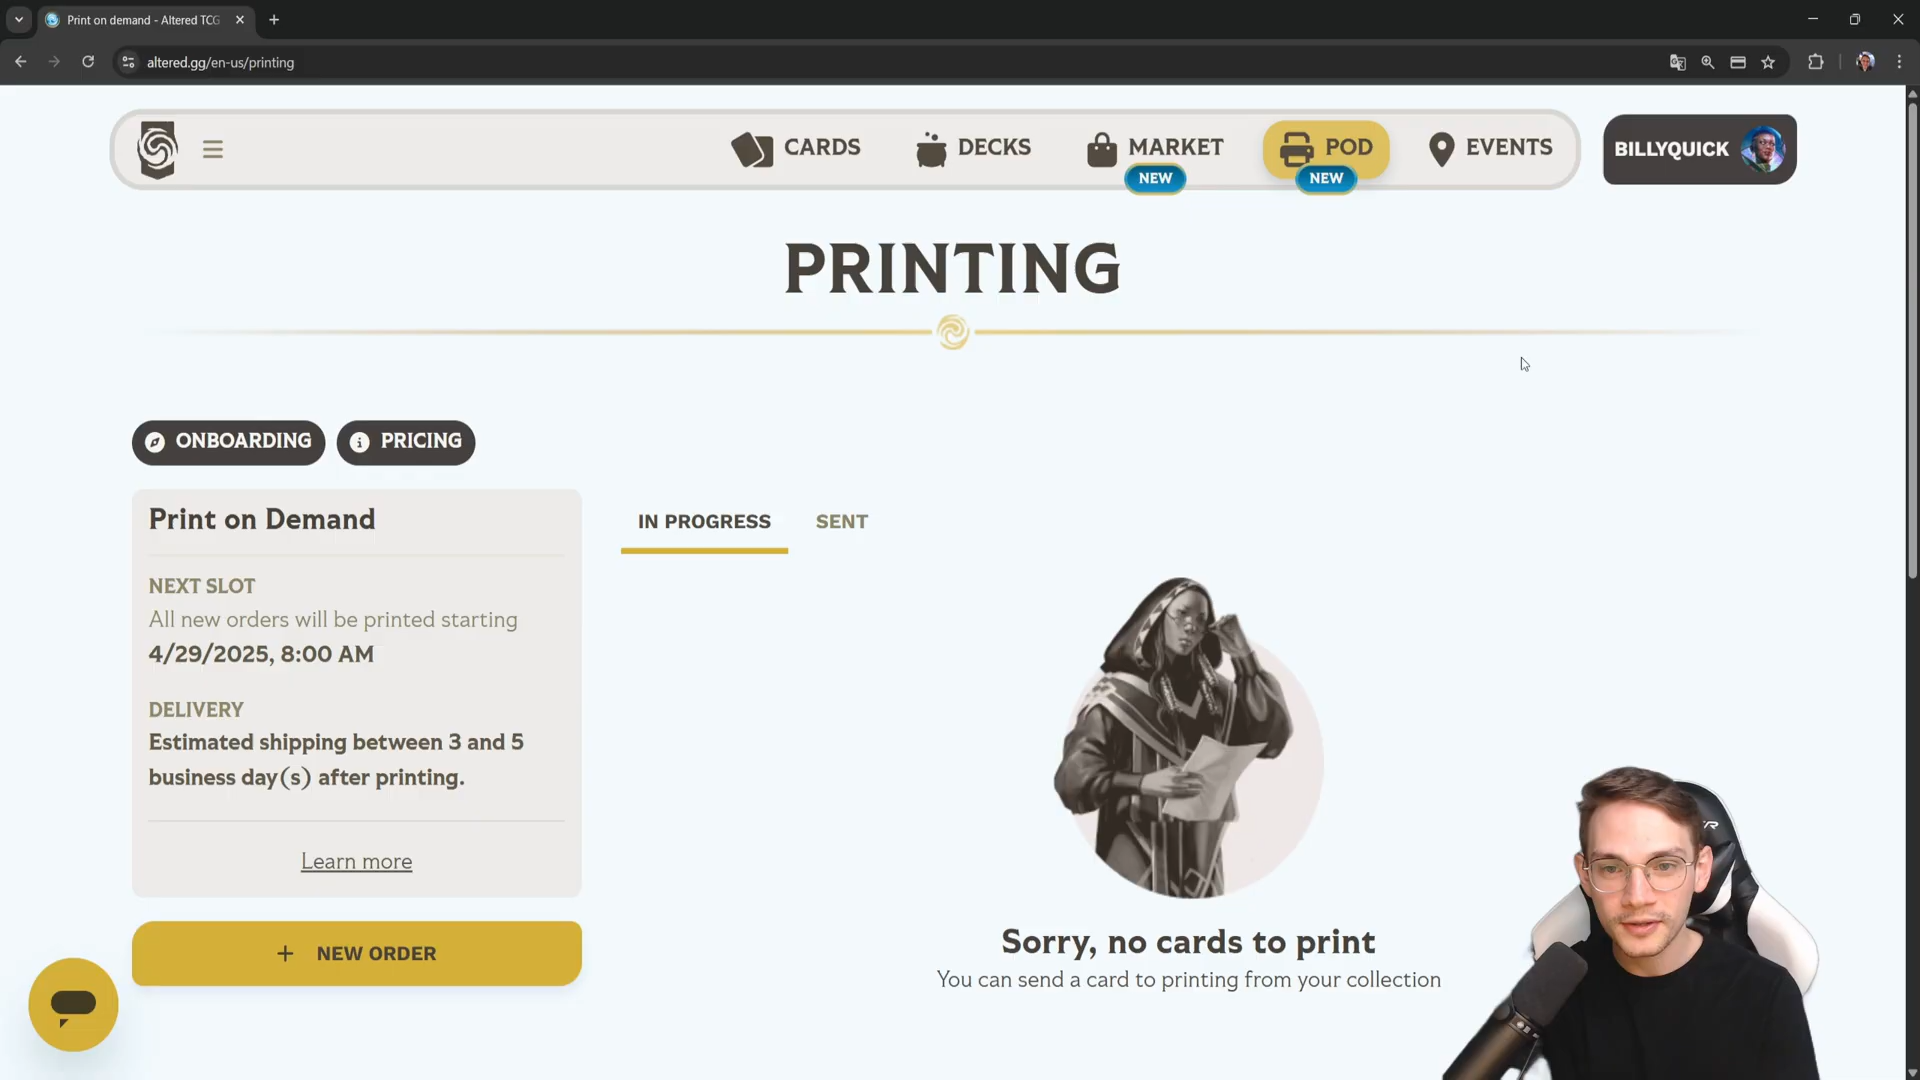 Print on demand - Altered TCG
altered.gg/en-us/printing
CARDS
DECKS
MARKET
NEW
POD
NEW
EVENTS
BILLYQUICK
PRINTING
ONBOARDING
PRICING
Print on Demand
NEXT SLOT
All new orders will be printed starting
4/29/2025, 8:00 AM
DELIVERY
Estimated shipping between 3 and 5
business day(s) after printing.
Learn more
+ NEW ORDER
IN PROGRESS
SENT
Sorry, no cards to print
You can send a card to printing from your collection